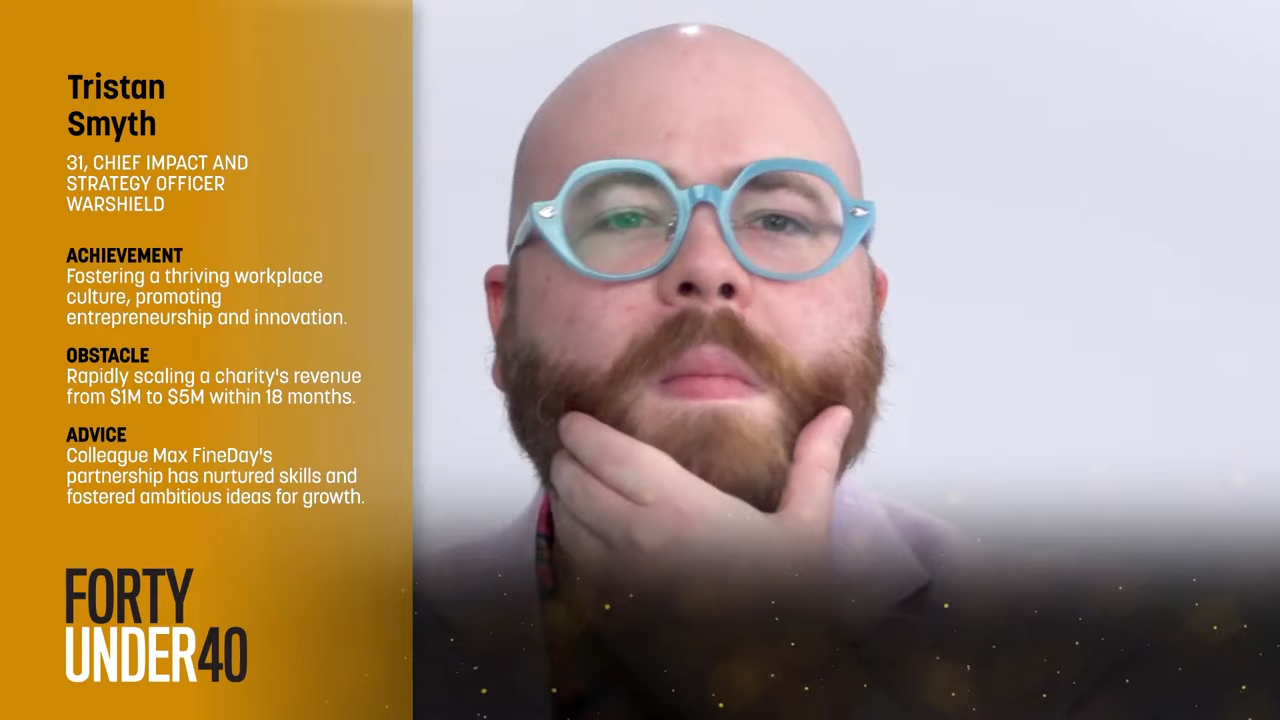 Tristan
Smyth
31, CHIEF IMPACT AND
STRATEGY OFFICER
WARSHIELD
ACHIEVEMENT
Fostering a thriving workplace
culture, promoting
entrepreneurship and innovation.
OBSTACLE
Rapidly scaling a charity's revenue
from $1M to $5M within 18 months.
ADVICE
Colleague Max FineDay's
partnership has nurtured skills and
fostered ambitious ideas for growth.
FORTY
UNDER40